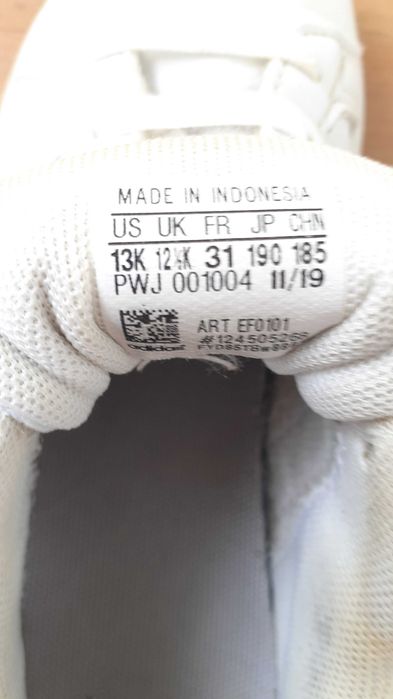 MADE IN INDONESIA
US UK FR JP CHN
13K 12½K 31 190 185
PWJ 001004 11/19
ART EF0101
adidas